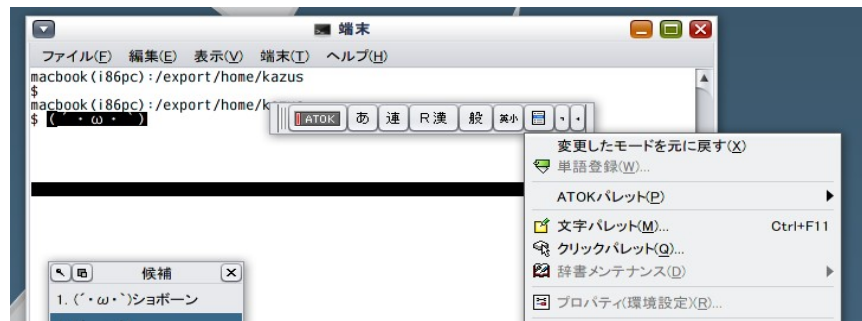 端末
ファイル(F) 編集(E) 表示(V) 端末(T) ヘルプ(H)
macbook(i86pc):/export/home/kazus
$
macbook(i86pc):/export/home/k
$ (´・ω・`)
ATOK あ 連 R漢 般 英小
変更したモードを元に戻す(X)
単語登録(W)...
ATOKパレット(P)
文字パレット(M)... Ctrl+F11
クリックパレット(Q)...
辞書メンテナンス(D)
プロパティ(環境設定)(R)...
候補
1. (´・ω・`)ショボーン